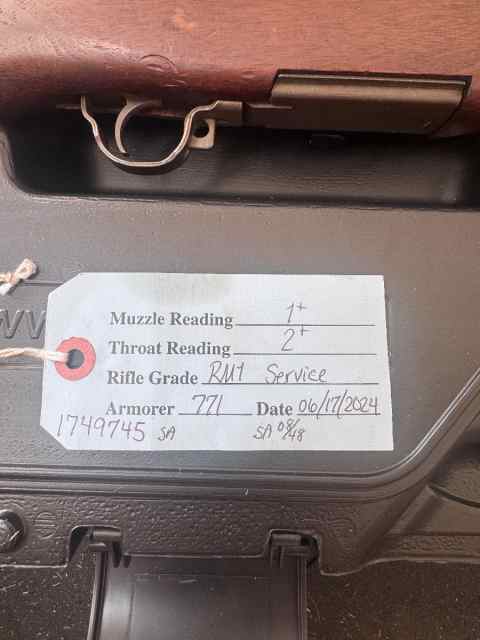 Muzzle Reading 1+
Throat Reading 2+
Rifle Grade RM1 Service
Armorer 771 Date 06/17/2024
1749745 SA SA 08/48